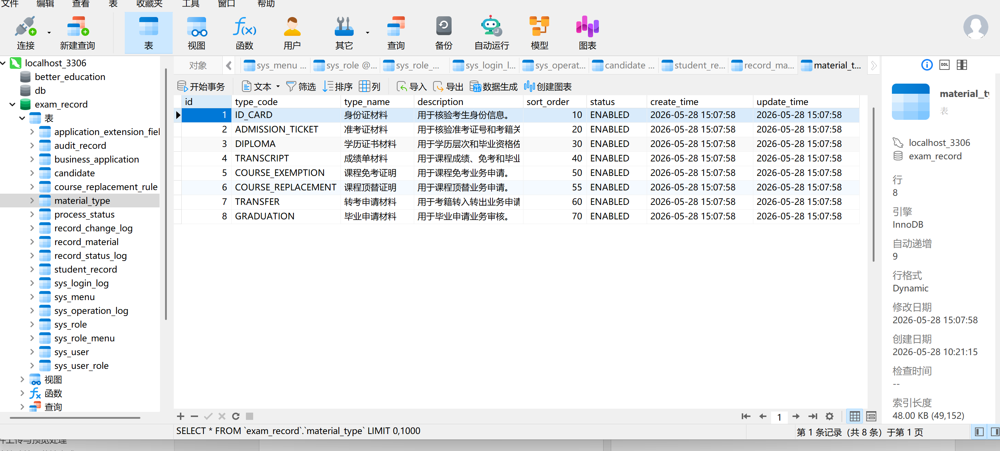 文件 编辑 查看 表 收藏夹 工具 窗口 帮助
连接 新建查询 表 视图 函数 用户 其它 查询 备份 自动运行 模型 图表
localhost_3306
better_education
db
exam_record
表
application_extension_fiel
audit_record
business_application
candidate
course_replacement_rule
material_type
process_status
record_change_log
record_material
record_status_log
student_record
sys_login_log
sys_menu
sys_operation_log
sys_role
sys_role_menu
sys_user
sys_user_role
视图
函数
查询
对象 sys_menu ... sys_role @... sys_role_... sys_login_l... sys_operat... candidate ... student_re... record_ma... material_t...
开始事务 文本 筛选 排序 列 导入 导出 数据生成 创建图表
id type_code type_name description sort_order status create_time update_time
1 ID_CARD 身份证材料 用于核验考生身份信息。 10 ENABLED 2026-05-28 15:07:58 2026-05-28 15:07:58
2 ADMISSION_TICKET 准考证材料 用于核验准考证号和考籍关 20 ENABLED 2026-05-28 15:07:58 2026-05-28 15:07:58
3 DIPLOMA 学历证书材料 用于学历层次和毕业资格佐 30 ENABLED 2026-05-28 15:07:58 2026-05-28 15:07:58
4 TRANSCRIPT 成绩单材料 用于课程成绩、免考和毕业 40 ENABLED 2026-05-28 15:07:58 2026-05-28 15:07:58
5 COURSE_EXEMPTION 课程免考证明 用于课程免考业务申请。 50 ENABLED 2026-05-28 15:07:58 2026-05-28 15:07:58
6 COURSE_REPLACEMENT 课程顶替证明 用于课程顶替业务申请。 55 ENABLED 2026-05-28 15:07:58 2026-05-28 15:07:58
7 TRANSFER 转考申请材料 用于考籍转入转出业务申请 60 ENABLED 2026-05-28 15:07:58 2026-05-28 15:07:58
8 GRADUATION 毕业申请材料 用于毕业申请业务审核。 70 ENABLED 2026-05-28 15:07:58 2026-05-28 15:07:58
1
SELECT * FROM `exam_record`.`material_type` LIMIT 0,1000
第 1 条记录 (共 8 条) 于第 1 页
DDL
material_ty
表
localhost_3306
exam_record
行
8
引擎
InnoDB
自动递增
9
行格式
Dynamic
修改日期
2026-05-28 15:07:58
创建日期
2026-05-28 10:21:15
检查时间
--
索引长度
48.00 KB (49,152)
上传与预览处理